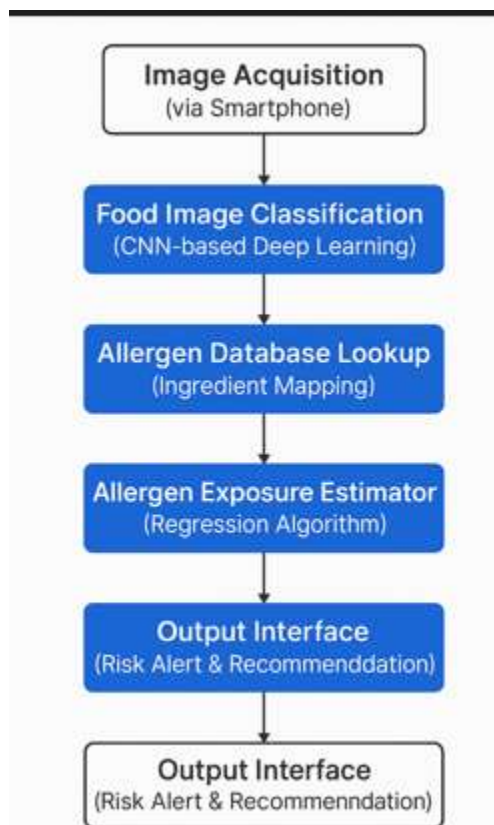 Image Acquisition
(via Smartphone)
Food Image Classification
(CNN-based Deep Learning)
Allergen Database Lookup
(Ingredient Mapping)
Allergen Exposure Estimator
(Regression Algorithm)
Output Interface
(Risk Alert & Recommenddation)
Output Interface
(Risk Alert & Recommenndation)